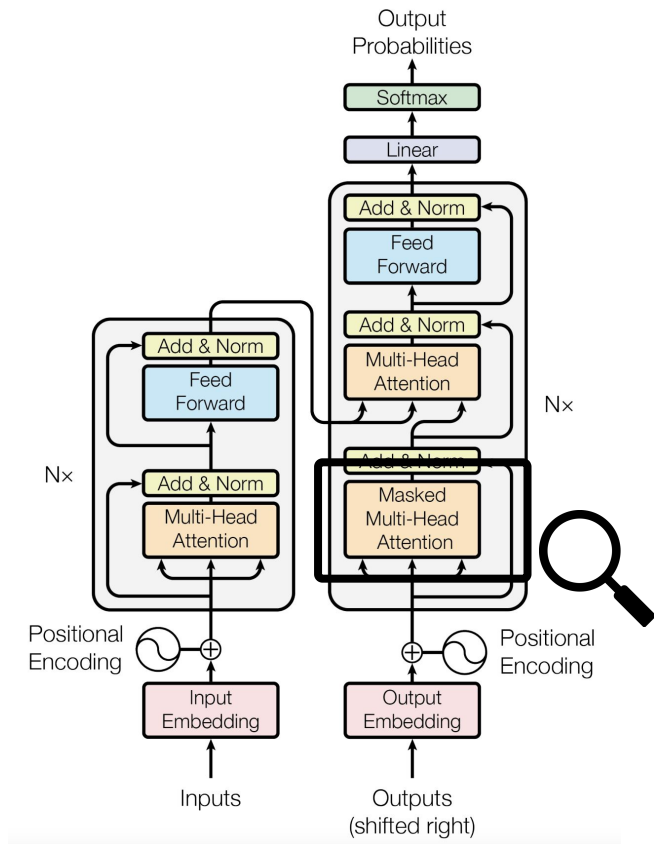 Output
Probabilities
Softmax
Linear
Add & Norm
Feed
Forward
Add & Norm
Multi-Head
Attention
Nx
Add & Norm
Masked
Multi-Head
Attention
Add & Norm
Feed
Forward
Nx
Add & Norm
Multi-Head
Attention
Positional
Encoding
Positional
Encoding
Input
Embedding
Output
Embedding
Inputs
Outputs
(shifted right)